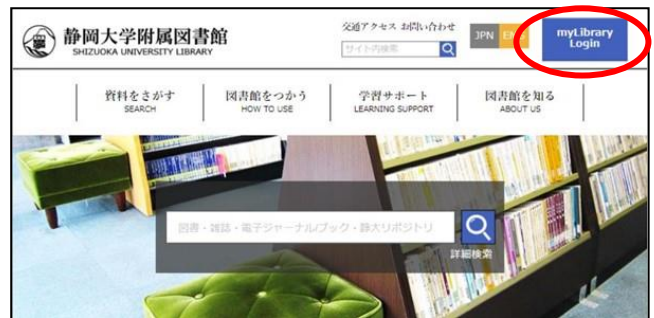 静岡大学附属図書館
SHIZUOKA UNIVERSITY LIBRARY
交通アクセス お問い合わせ
サイト内検索
JPN ENG
myLibrary
Login
資料をさがす
SEARCH
図書館をつかう
HOW TO USE
学習サポート
LEARNING SUPPORT
図書館を知る
ABOUT US
図書・雑誌・電子ジャーナル/ブック・静大リポジトリ
詳細検索